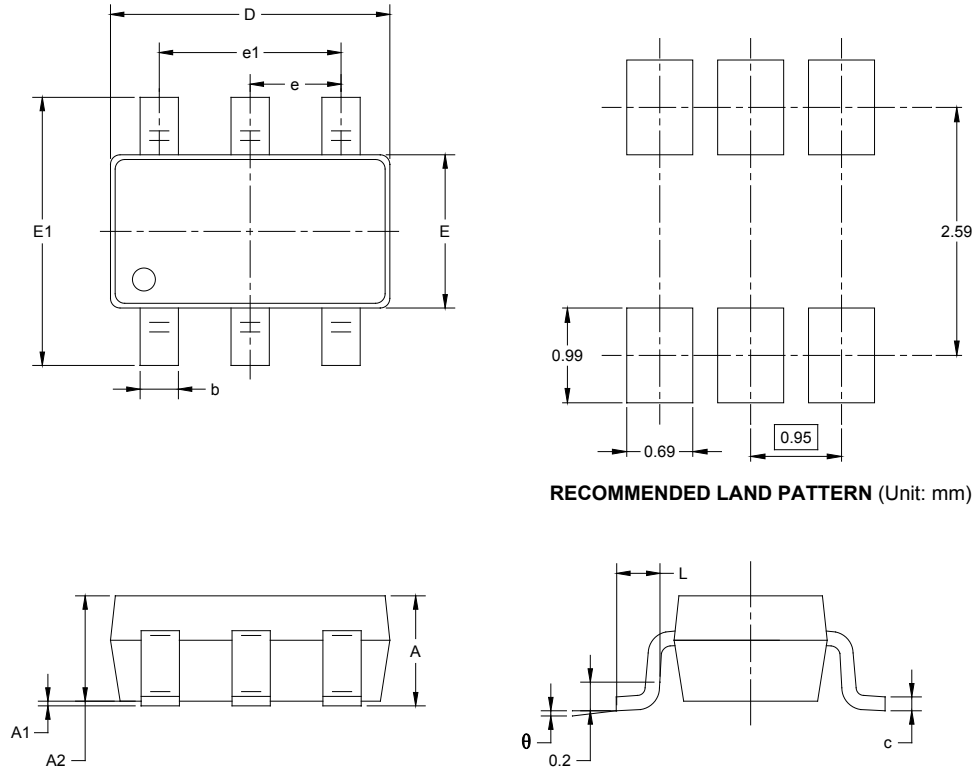 D
e1
e
E1
E
b
2.59
0.99
0.69
0.95
RECOMMENDED LAND PATTERN (Unit: mm)
L
A
A1
A2
θ
0.2
c